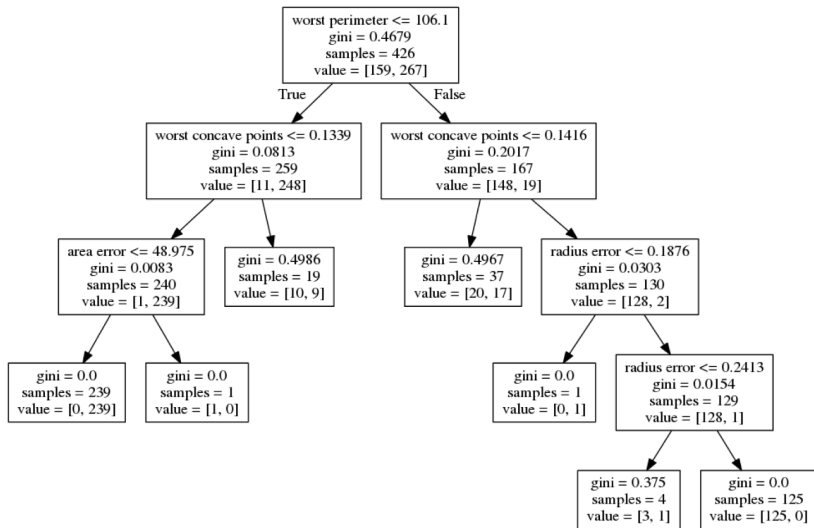 worst perimeter <= 106.1
gini = 0.4679
samples = 426
value = [159, 267]
True
False
worst concave points <= 0.1339
gini = 0.0813
samples = 259
value = [11, 248]
worst concave points <= 0.1416
gini = 0.2017
samples = 167
value = [148, 19]
area error <= 48.975
gini = 0.0083
samples = 240
value = [1, 239]
gini = 0.4986
samples = 19
value = [10, 9]
gini = 0.4967
samples = 37
value = [20, 17]
radius error <= 0.1876
gini = 0.0303
samples = 130
value = [128, 2]
gini = 0.0
samples = 239
value = [0, 239]
gini = 0.0
samples = 1
value = [1, 0]
gini = 0.0
samples = 1
value = [0, 1]
radius error <= 0.2413
gini = 0.0154
samples = 129
value = [128, 1]
gini = 0.375
samples = 4
value = [3, 1]
gini = 0.0
samples = 125
value = [125, 0]